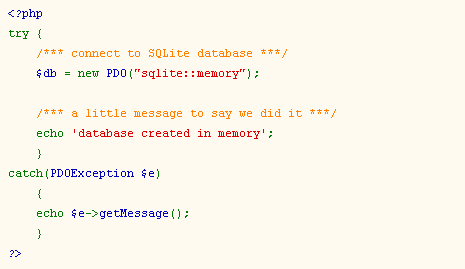 <?php
try {
    /*** connect to SQLite database ***/
    $db = new PDO("sqlite::memory");

    /*** a little message to say we did it ***/
    echo 'database created in memory';
    }
catch(PDOException $e)
    {
    echo $e->getMessage();
    }
?>